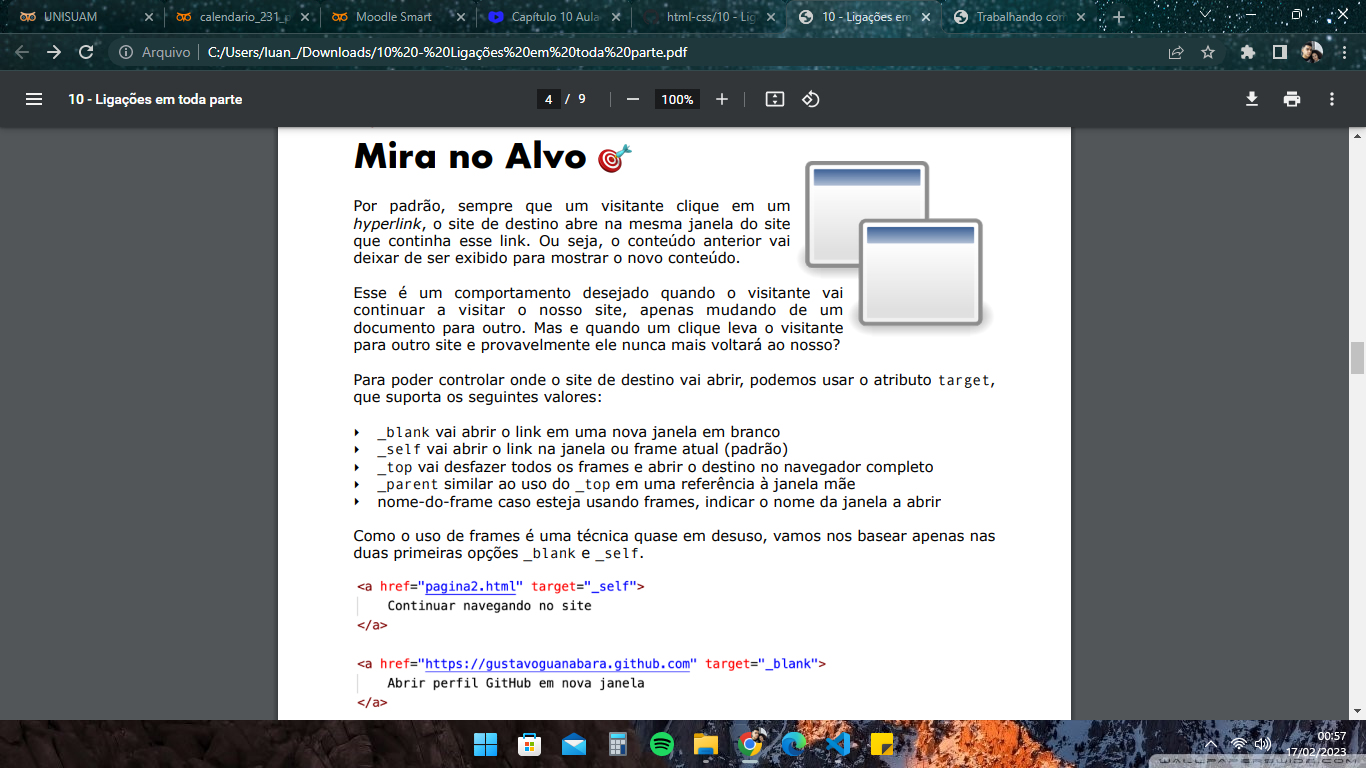 UNISUAM
calendario_231_
Moodle Smart
Capítulo 10 Aula
html-css/10 - Lig
10 - Ligações em
Trabalhando com
Arquivo
C:/Users/luan_/Downloads/10%20-%20Ligações%20em%20toda%20parte.pdf
10 - Ligações em toda parte
4 / 9
100%
Mira no Alvo
Por padrão, sempre que um visitante clique em um
hyperlink, o site de destino abre na mesma janela do site
que continha esse link. Ou seja, o conteúdo anterior vai
deixar de ser exibido para mostrar o novo conteúdo.
Esse é um comportamento desejado quando o visitante vai
continuar a visitar o nosso site, apenas mudando de um
documento para outro. Mas e quando um clique leva o visitante
para outro site e provavelmente ele nunca mais voltará ao nosso?
Para poder controlar onde o site de destino vai abrir, podemos usar o atributo target,
que suporta os seguintes valores:
_blank vai abrir o link em uma nova janela em branco
_self vai abrir o link na janela ou frame atual (padrão)
_top vai desfazer todos os frames e abrir o destino no navegador completo
_parent similar ao uso do _top em uma referência à janela mãe
nome-do-frame caso esteja usando frames, indicar o nome da janela a abrir
Como o uso de frames é uma técnica quase em desuso, vamos nos basear apenas nas
duas primeiras opções _blank e _self.
<a href="pagina2.html" target="_self">
Continuar navegando no site
</a>
<a href="https://gustavoguanabara.github.com" target="_blank">
Abrir perfil GitHub em nova janela
</a>
00:57
17/02/2023
WALLPAPERSWIDE.COM